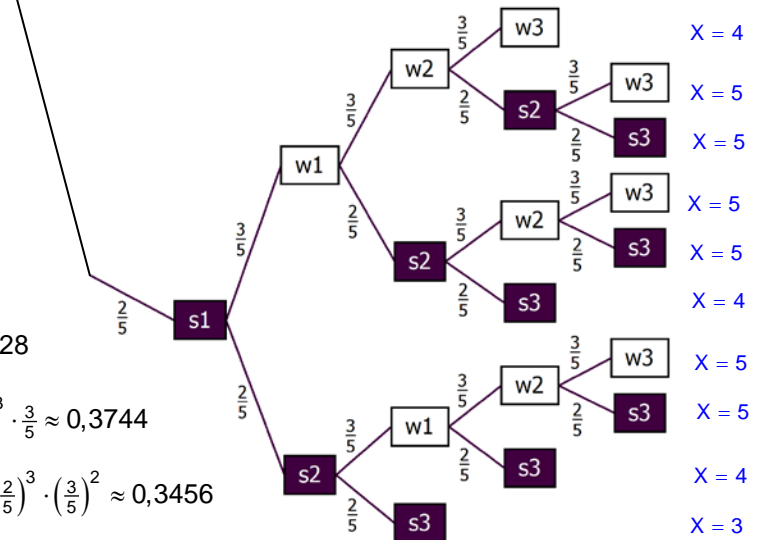 3/5 w3 X = 4
w2
3/5 w3 X = 5
2/5 s2
3/5
2/5 s3 X = 5
w1
3/5 w3 X = 5
2/5
3/5 w2
3/5
2/5 s3 X = 5
s2
2/5 s3 X = 4
2/5 s1
28
3/5 w3 X = 5
2/5
3/5 w2
2/5 s3 X = 5
3/5 w1
³ · 3/5 ≈ 0,3744
2/5 s3 X = 4
s2
2/5)³ · (3/5)² ≈ 0,3456
2/5 s3 X = 3